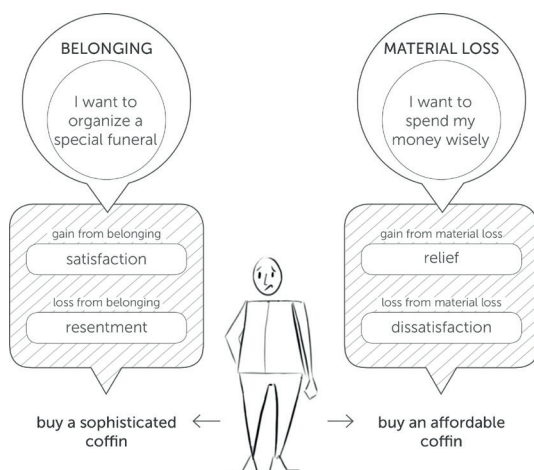 BELONGING
I want to
organize a
special funeral
gain from belonging
satisfaction
loss from belonging
resentment
buy a sophisticated
coffin
MATERIAL LOSS
I want to
spend my
money wisely
gain from material loss
relief
loss from material loss
dissatisfaction
buy an affordable
coffin